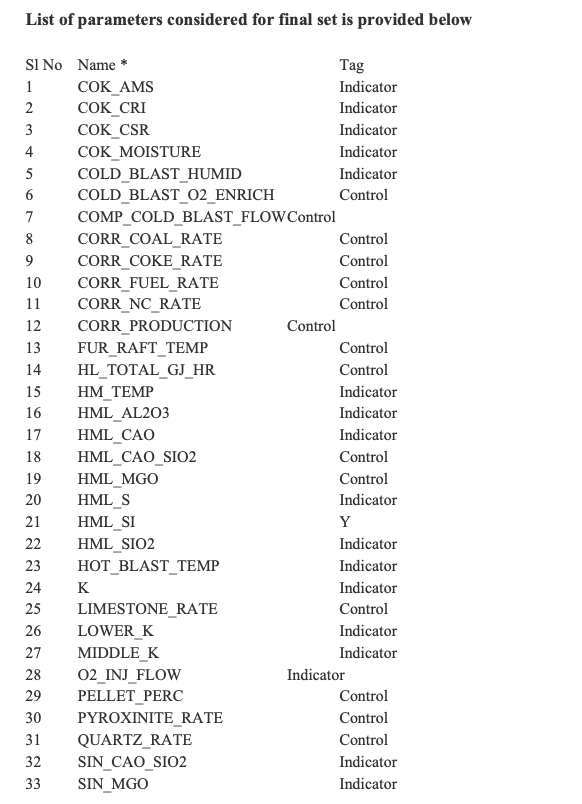 List of parameters considered for final set is provided below
Sl No Name * Tag
1 COK_AMS Indicator
2 COK_CRI Indicator
3 COK_CSR Indicator
4 COK_MOISTURE Indicator
5 COLD_BLAST_HUMID Indicator
6 COLD_BLAST_O2_ENRICH Control
7 COMP_COLD_BLAST_FLOWControl
8 CORR_COAL_RATE Control
9 CORR_COKE_RATE Control
10 CORR_FUEL_RATE Control
11 CORR_NC_RATE Control
12 CORR_PRODUCTION Control
13 FUR_RAFT_TEMP Control
14 HL_TOTAL_GJ_HR Control
15 HM_TEMP Indicator
16 HML_AL2O3 Indicator
17 HML_CAO Indicator
18 HML_CAO_SIO2 Control
19 HML_MGO Control
20 HML_S Indicator
21 HML_SI Y
22 HML_SIO2 Indicator
23 HOT_BLAST_TEMP Indicator
24 K Indicator
25 LIMESTONE_RATE Control
26 LOWER_K Indicator
27 MIDDLE_K Indicator
28 O2_INJ_FLOW Indicator
29 PELLET_PERC Control
30 PYROXINITE_RATE Control
31 QUARTZ_RATE Control
32 SIN_CAO_SIO2 Indicator
33 SIN_MGO Indicator